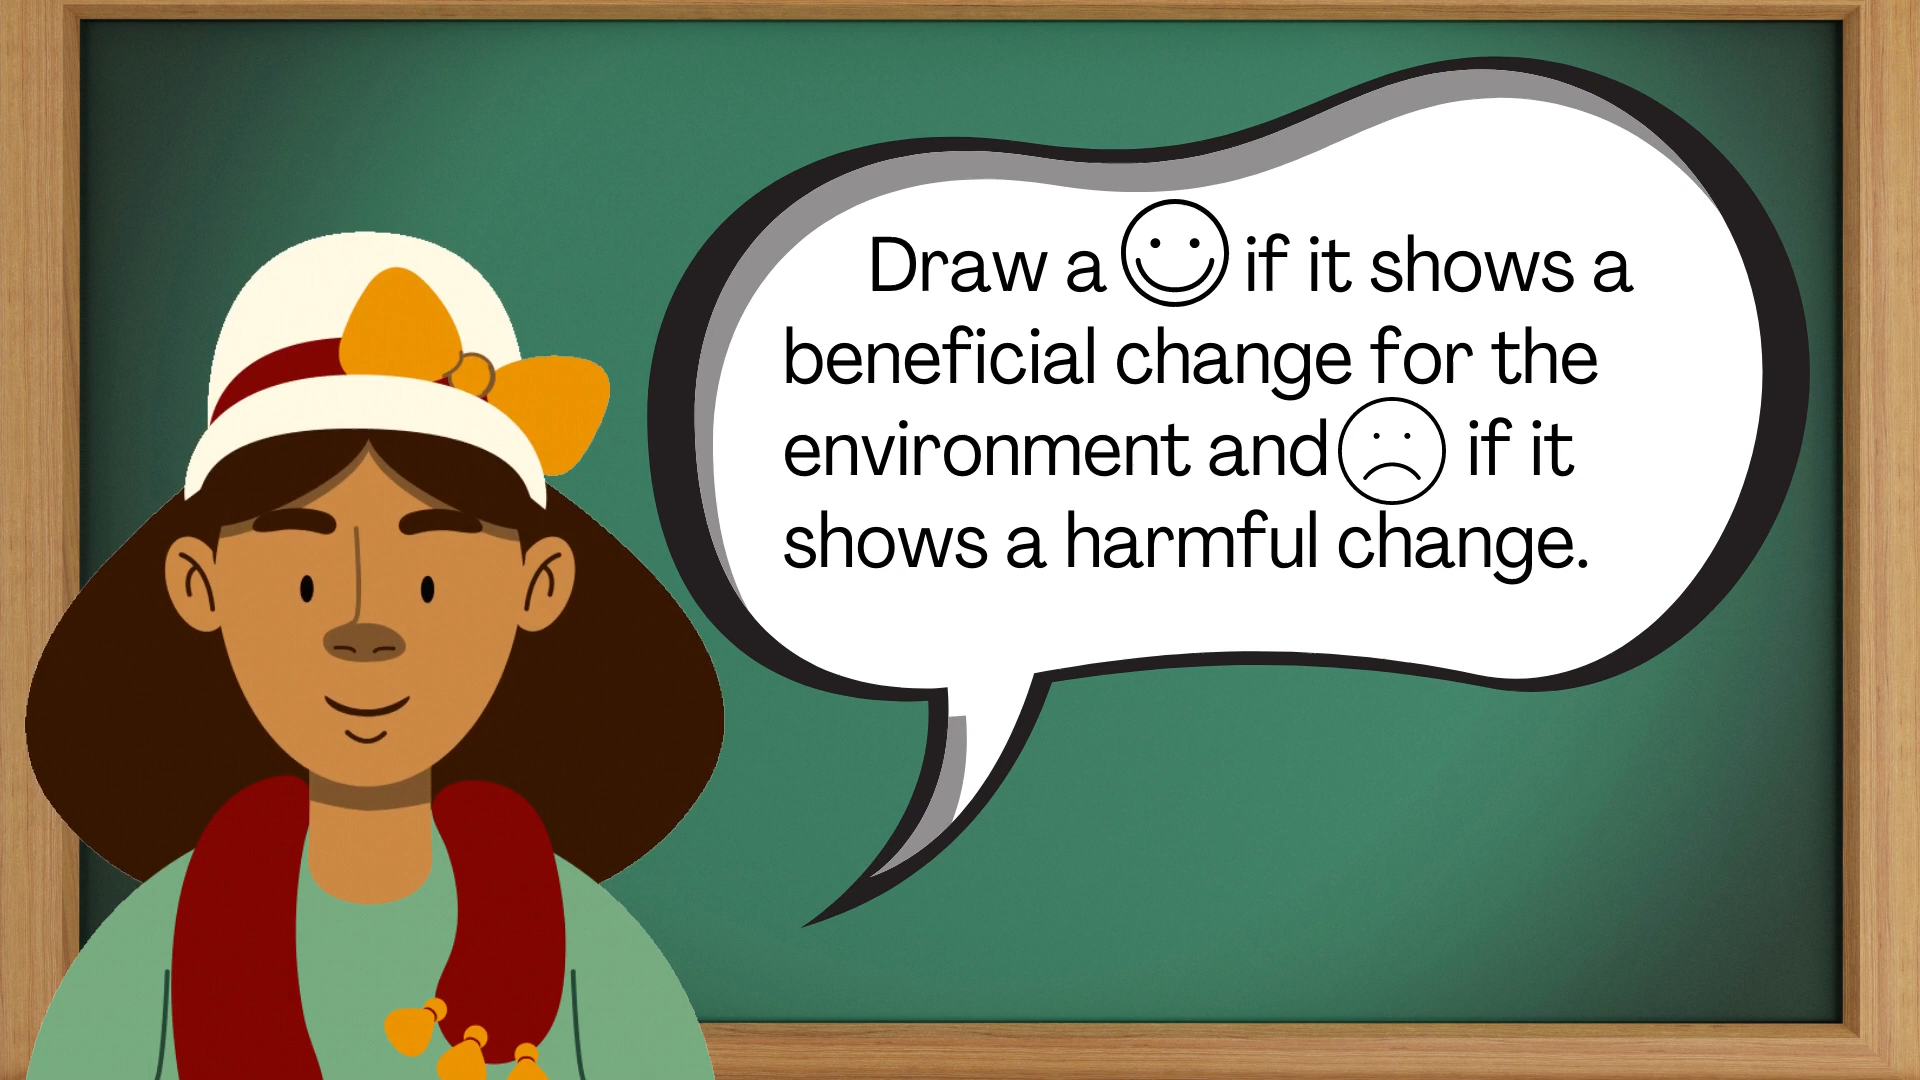 Draw a if it shows a
beneficial change for the
environment and if it
shows a harmful change.